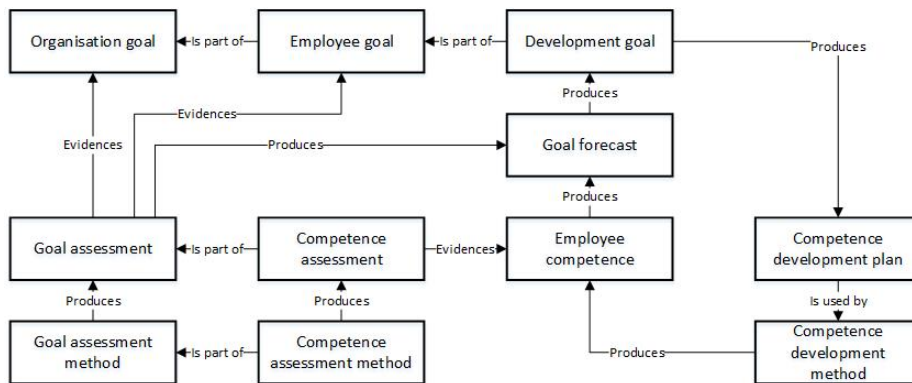 Organisation goal
Is part of
Employee goal
Is part of
Development goal
Produces
Produces
Evidences
Evidences
Produces
Goal forecast
Produces
Goal assessment
Is part of
Competence
assessment
Evidences
Employee
competence
Competence
development plan
Produces
Produces
Is used by
Goal assessment
method
Is part of
Competence
assessment method
Produces
Competence
development
method